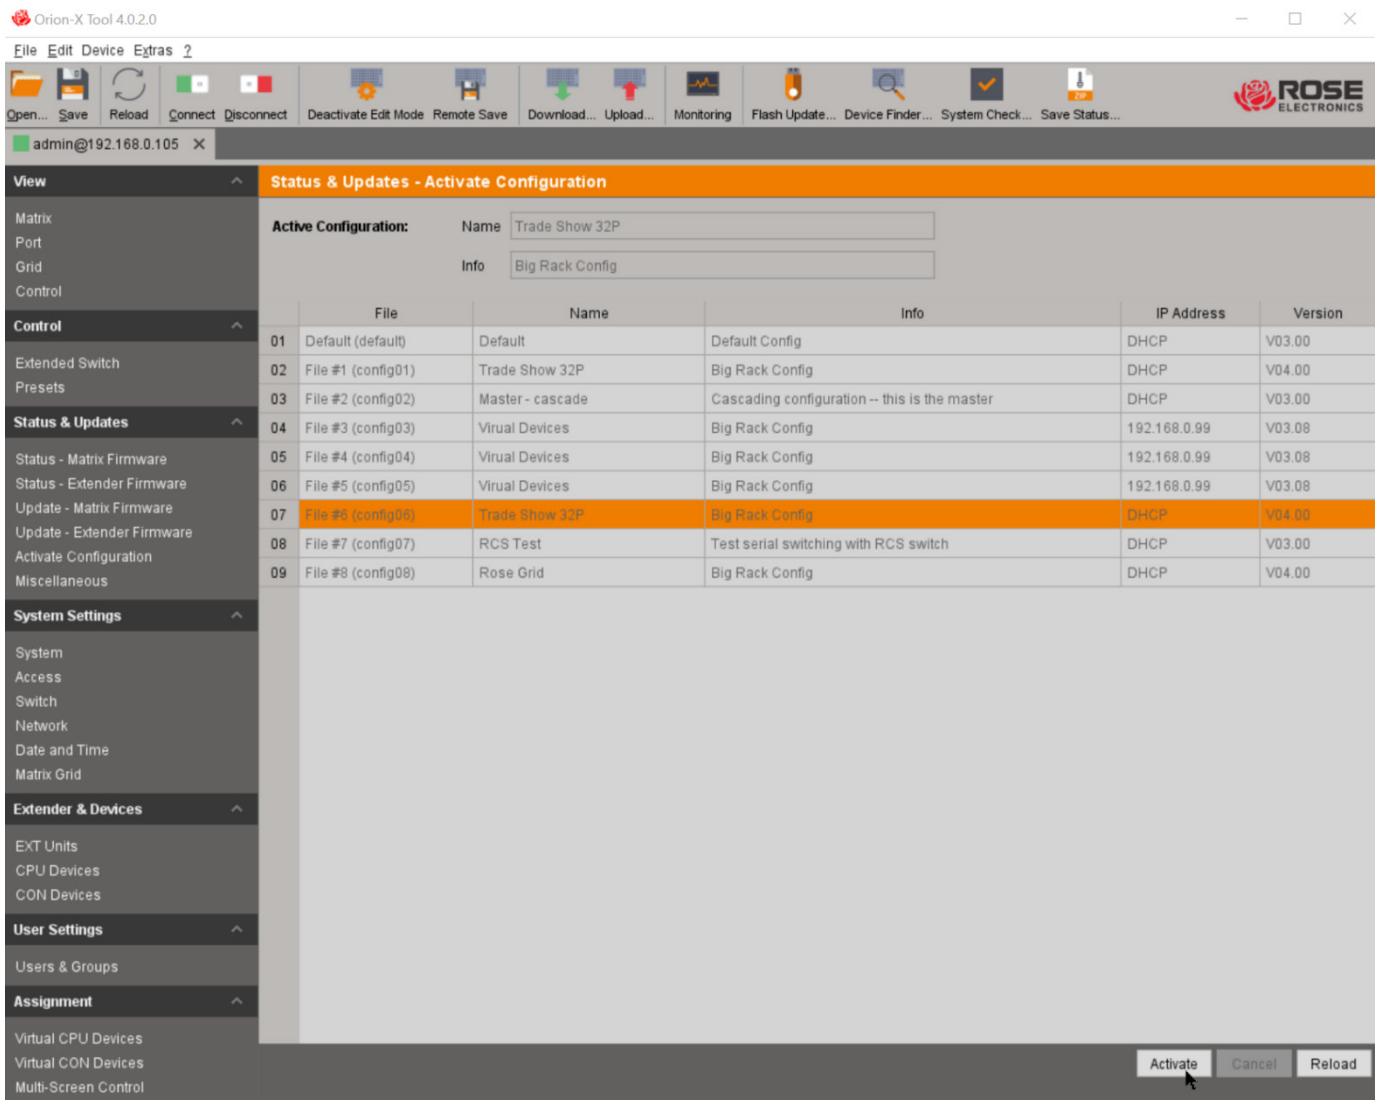 Orion-X Tool 4.0.2.0
File Edit Device Extras ?
Open... Save Reload Connect Disconnect Deactivate Edit Mode Remote Save Download... Upload... Monitoring Flash Update... Device Finder... System Check... Save Status...
ZIP
ROSE
ELECTRONICS
admin@192.168.0.105
View
Matrix
Port
Grid
Control
Control
Extended Switch
Presets
Status & Updates
Status - Matrix Firmware
Status - Extender Firmware
Update - Matrix Firmware
Update - Extender Firmware
Activate Configuration
Miscellaneous
System Settings
System
Access
Switch
Network
Date and Time
Matrix Grid
Extender & Devices
EXT Units
CPU Devices
CON Devices
User Settings
Users & Groups
Assignment
Virtual CPU Devices
Virtual CON Devices
Multi-Screen Control
Status & Updates - Activate Configuration
Active Configuration: Name Trade Show 32P
Info Big Rack Config
File Name Info IP Address Version
01 Default (default) Default Default Config DHCP V03.00
02 File #1 (config01) Trade Show 32P Big Rack Config DHCP V04.00
03 File #2 (config02) Master - cascade Cascading configuration -- this is the master DHCP V03.00
04 File #3 (config03) Virual Devices Big Rack Config 192.168.0.99 V03.08
05 File #4 (config04) Virual Devices Big Rack Config 192.168.0.99 V03.08
06 File #5 (config05) Virual Devices Big Rack Config 192.168.0.99 V03.08
07 File #6 (config06) Trade Show 32P Big Rack Config DHCP V04.00
08 File #7 (config07) RCS Test Test serial switching with RCS switch DHCP V03.00
09 File #8 (config08) Rose Grid Big Rack Config DHCP V04.00
Activate Cancel Reload